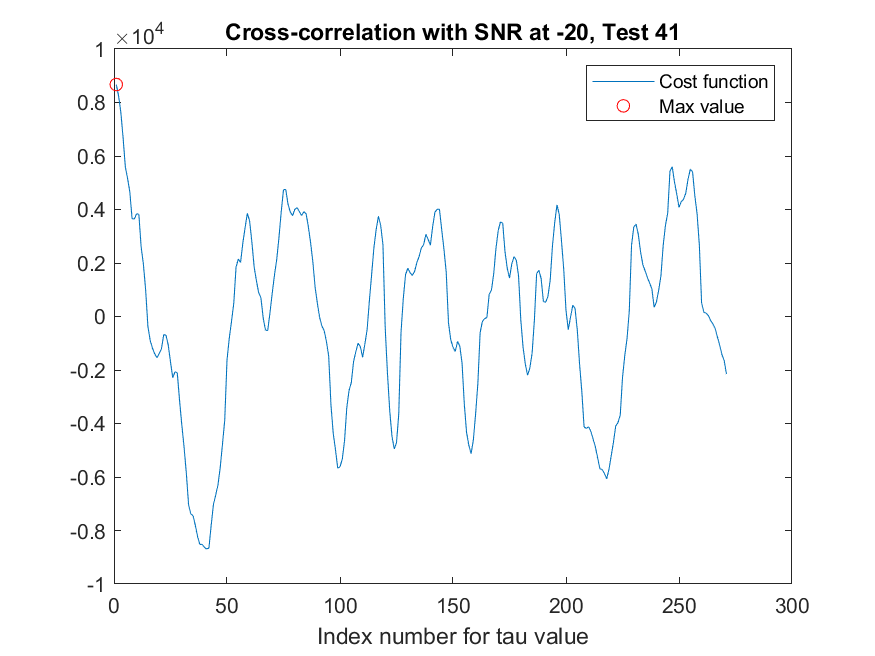 Cross-correlation with SNR at -20, Test 41
×10⁴
1
0.8
0.6
0.4
0.2
0
-0.2
-0.4
-0.6
-0.8
-1
Cost function
Max value
0 50 100 150 200 250 300
Index number for tau value